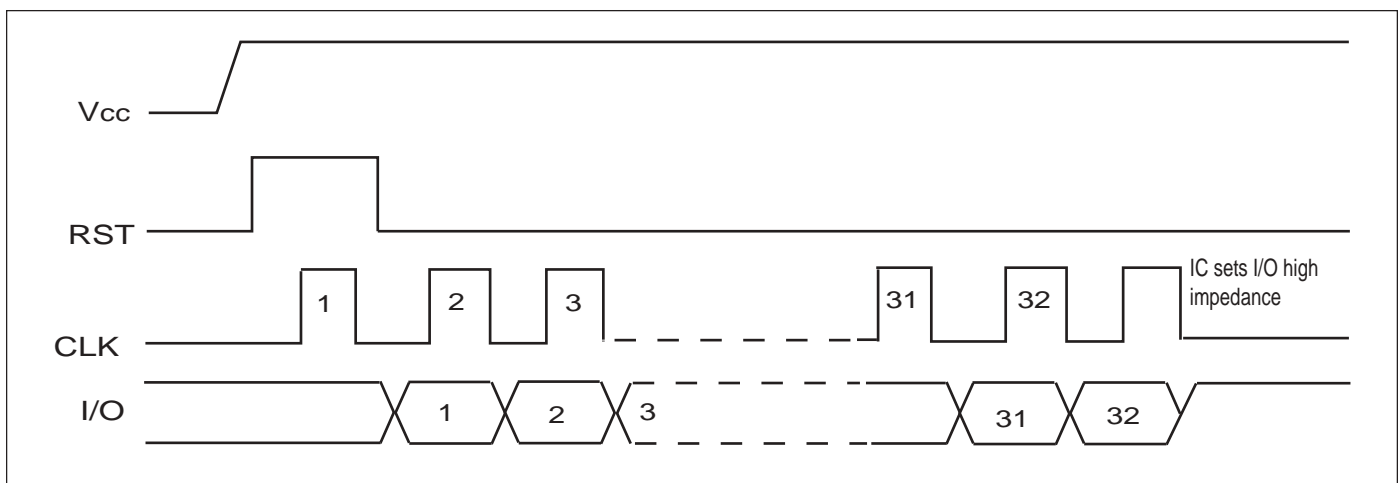 Vcc
RST
IC sets I/O high
impedance
1 2 3 31 32
CLK
I/O 1 2 3 31 32